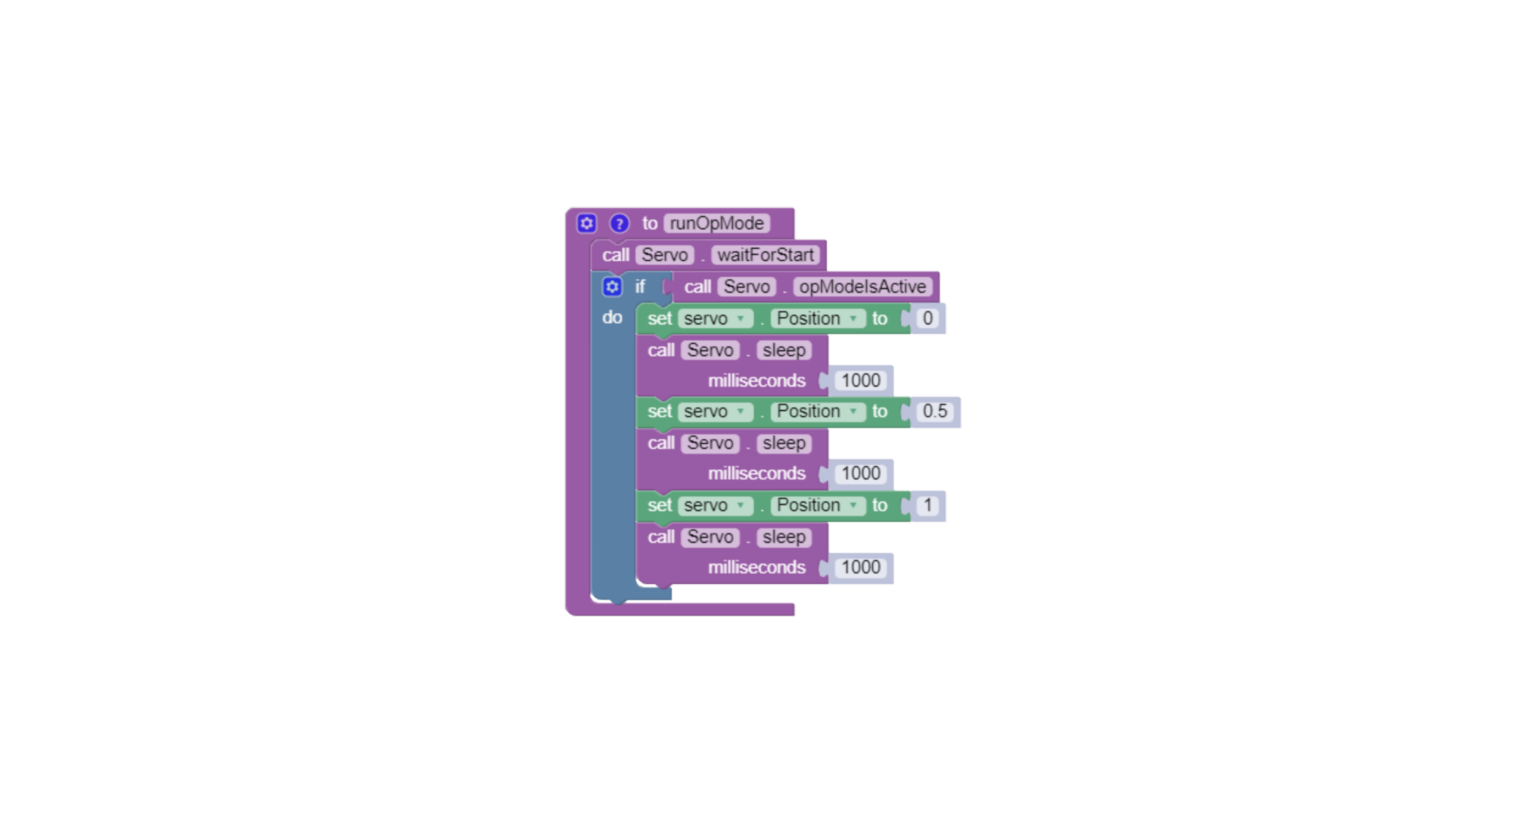 ? to runOpMode
call Servo . waitForStart
if call Servo . opModeIsActive
do set servo . Position to 0
call Servo . sleep
milliseconds 1000
set servo . Position to 0.5
call Servo . sleep
milliseconds 1000
set servo . Position to 1
call Servo . sleep
milliseconds 1000